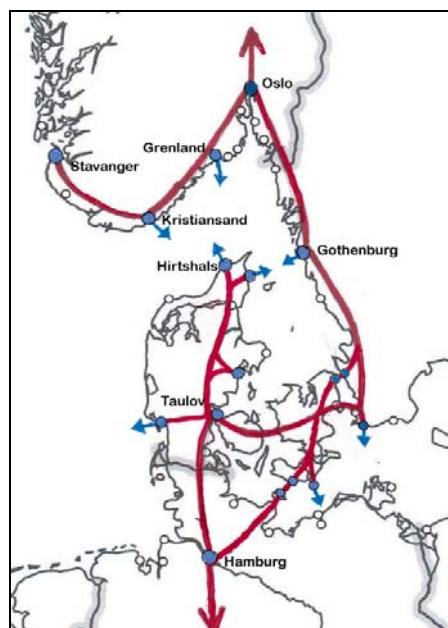 Oslo
Grenland
Stavanger
Kristiansand
Gothenburg
Hirtshals
Taulov
Hamburg